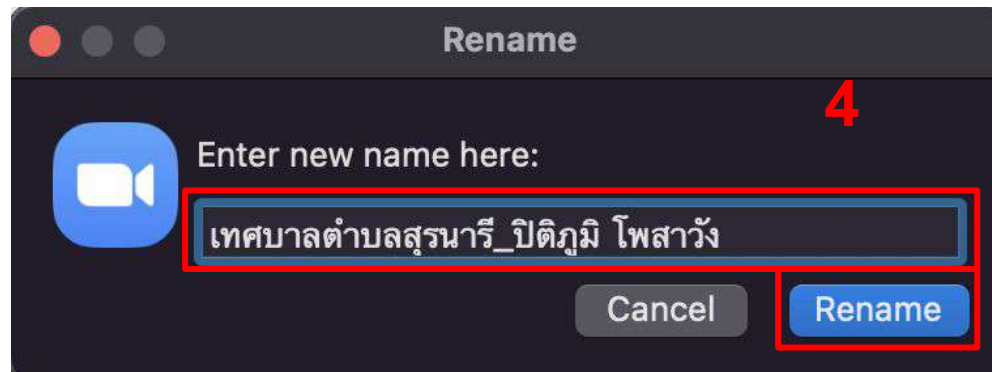 Rename
4
Enter new name here:
เทศบาลตำบลสุรนารี_ปิติภูมิ โพสาวัง
Cancel
Rename